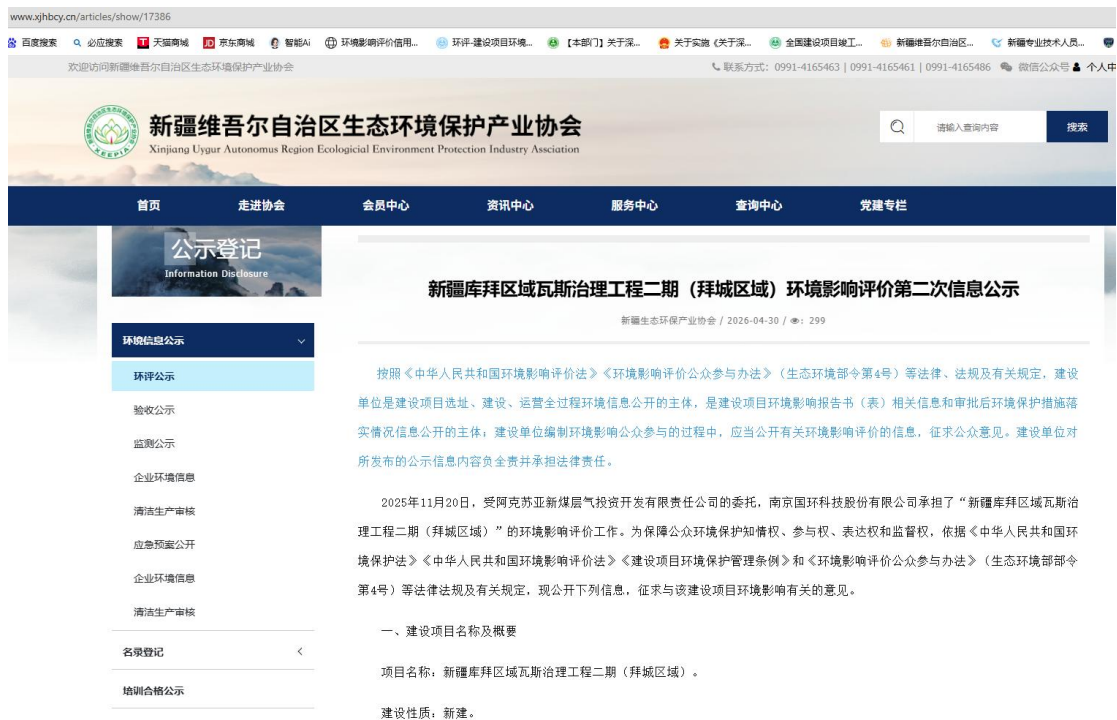 www.xjhbcy.cn/articles/show/17386
百度搜索 必应搜索 天猫商城 京东商城 智能Ai 环境影响评价信用... 环评-建设项目环境... 【本部门】关于深... 关于实施《关于深... 全国建设项目竣工... 新疆维吾尔自治区... 新疆专业技术人员...
欢迎访问新疆维吾尔自治区生态环境保护产业协会
联系方式：0991-4165463 | 0991-4165461 | 0991-4165486 微信公众号 个人中
新疆维吾尔自治区生态环境保护产业协会
Xinjiang Uygur Autonomus Region Ecologicial Environment Protection Industry Assciation
XEEPIA
请输入查询内容 搜索
首页 走进协会 会员中心 资讯中心 服务中心 查询中心 党建专栏
公示登记
Information Disclosure
环境信息公示
环评公示
验收公示
监测公示
企业环境信息
清洁生产审核
应急预案公开
企业环境信息
清洁生产审核
名录登记
培训合格公示
新疆库拜区域瓦斯治理工程二期（拜城区域）环境影响评价第二次信息公示
新疆生态环保产业协会 / 2026-04-30 / : 299
按照《中华人民共和国环境影响评价法》《环境影响评价公众参与办法》（生态环境部令第4号）等法律、法规及有关规定，建设
单位是建设项目选址、建设、运营全过程环境信息公开的主体，是建设项目环境影响报告书（表）相关信息和审批后环境保护措施落
实情况信息公开的主体；建设单位编制环境影响公众参与的过程中，应当公开有关环境影响评价的信息，征求公众意见。建设单位对
所发布的公示信息内容负全责并承担法律责任。
2025年11月20日，受阿克苏亚新煤层气投资开发有限责任公司的委托，南京国环科技股份有限公司承担了“新疆库拜区域瓦斯治
理工程二期（拜城区域）”的环境影响评价工作。为保障公众环境保护知情权、参与权、表达权和监督权，依据《中华人民共和国环
境保护法》《中华人民共和国环境影响评价法》《建设项目环境保护管理条例》和《环境影响评价公众参与办法》（生态环境部部令
第4号）等法律法规及有关规定，现公开下列信息，征求与该建设项目环境影响有关的意见。
一、建设项目名称及概要
项目名称：新疆库拜区域瓦斯治理工程二期（拜城区域）。
建设性质：新建。